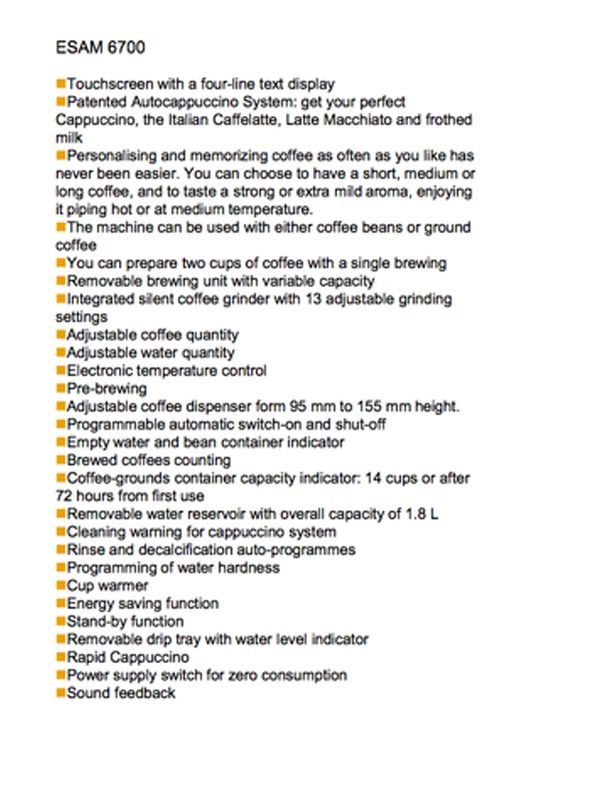 ESAM 6700
■Touchscreen with a four-line text display
■Patented Autocappuccino System: get your perfect
Cappuccino, the Italian Caffelatte, Latte Macchiato and frothed
milk
■Personalising and memorizing coffee as often as you like has
never been easier. You can choose to have a short, medium or
long coffee, and to taste a strong or extra mild aroma, enjoying
it piping hot or at medium temperature.
■The machine can be used with either coffee beans or ground
coffee
■You can prepare two cups of coffee with a single brewing
■Removable brewing unit with variable capacity
■Integrated silent coffee grinder with 13 adjustable grinding
settings
■Adjustable coffee quantity
■Adjustable water quantity
■Electronic temperature control
■Pre-brewing
■Adjustable coffee dispenser form 95 mm to 155 mm height.
■Programmable automatic switch-on and shut-off
■Empty water and bean container indicator
■Brewed coffees counting
■Coffee-grounds container capacity indicator: 14 cups or after
72 hours from first use
■Removable water reservoir with overall capacity of 1.8 L
■Cleaning warning for cappuccino system
■Rinse and decalcification auto-programmes
■Programming of water hardness
■Cup warmer
■Energy saving function
■Stand-by function
■Removable drip tray with water level indicator
■Rapid Cappuccino
■Power supply switch for zero consumption
■Sound feedback